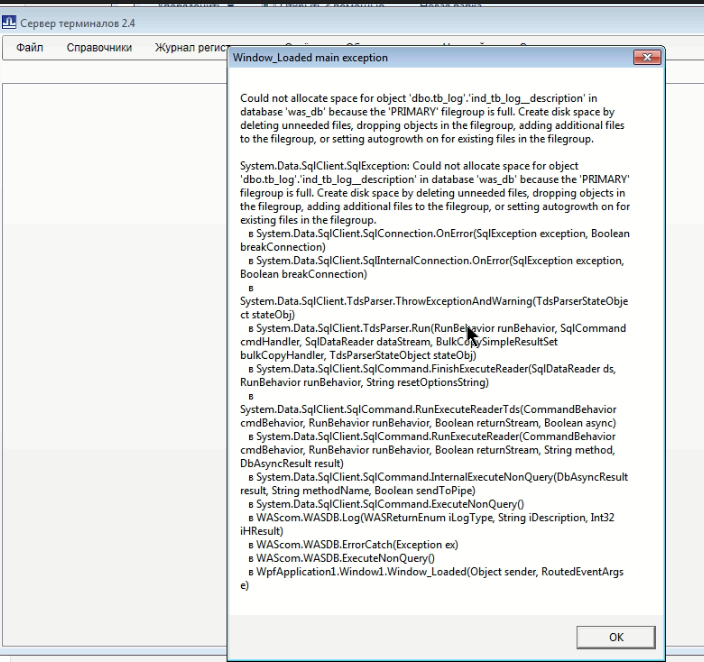 Сервер терминалов 2.4
Файл Справочники Журнал регист
Window_Loaded main exception
Could not allocate space for object 'dbo.tb_log'.'ind_tb_log__description' in
database 'was_db' because the 'PRIMARY' filegroup is full. Create disk space by
deleting unneeded files, dropping objects in the filegroup, adding additional files
to the filegroup, or setting autogrowth on for existing files in the filegroup.
System.Data.SqlClient.SqlException: Could not allocate space for object
'dbo.tb_log'.'ind_tb_log__description' in database 'was_db' because the 'PRIMARY'
filegroup is full. Create disk space by deleting unneeded files, dropping objects in
the filegroup, adding additional files to the filegroup, or setting autogrowth on for
existing files in the filegroup.
в System.Data.SqlClient.SqlConnection.OnError(SqlException exception, Boolean
breakConnection)
в System.Data.SqlClient.SqlInternalConnection.OnError(SqlException exception,
Boolean breakConnection)
в
System.Data.SqlClient.TdsParser.ThrowExceptionAndWarning(TdsParserStateObje
ct stateObj)
в System.Data.SqlClient.TdsParser.Run(RunBehavior runBehavior, SqlCommand
cmdHandler, SqlDataReader dataStream, BulkCopySimpleResultSet
bulkCopyHandler, TdsParserStateObject stateObj)
в System.Data.SqlClient.SqlCommand.FinishExecuteReader(SqlDataReader ds,
RunBehavior runBehavior, String resetOptionsString)
в
System.Data.SqlClient.SqlCommand.RunExecuteReaderTds(CommandBehavior
cmdBehavior, RunBehavior runBehavior, Boolean returnStream, Boolean async)
в System.Data.SqlClient.SqlCommand.RunExecuteReader(CommandBehavior
cmdBehavior, RunBehavior runBehavior, Boolean returnStream, String method,
DbAsyncResult result)
в System.Data.SqlClient.SqlCommand.InternalExecuteNonQuery(DbAsyncResult
result, String methodName, Boolean sendToPipe)
в System.Data.SqlClient.SqlCommand.ExecuteNonQuery()
в WAScom.WASDB.Log(WASReturnEnum iLogType, String iDescription, Int32
iHResult)
в WAScom.WASDB.ErrorCatch(Exception ex)
в WAScom.WASDB.ExecuteNonQuery()
в WpfApplication1.Window1.Window_Loaded(Object sender, RoutedEventArgs
e)
OK